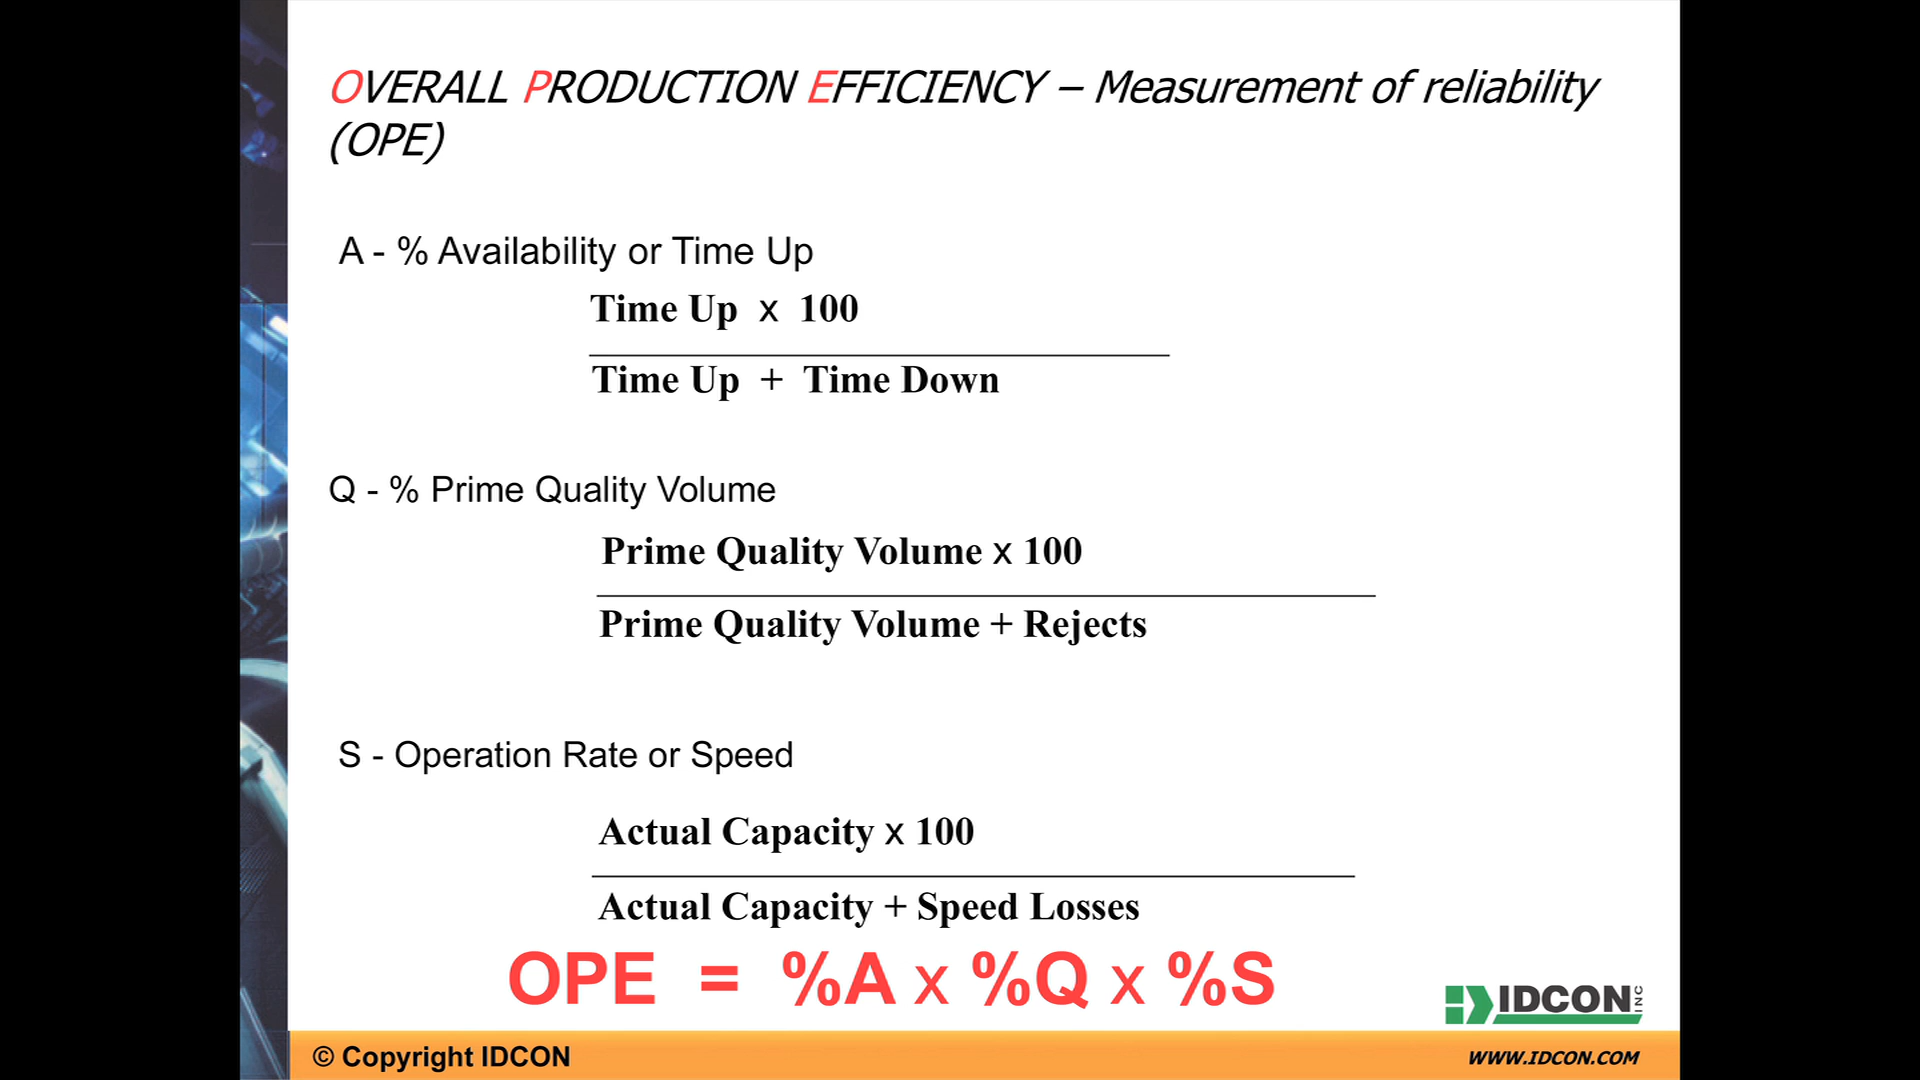 OVERALL PRODUCTION EFFICIENCY – Measurement of reliability
(OPE)
A - % Availability or Time Up
Time Up x 100
Time Up + Time Down
Q - % Prime Quality Volume
Prime Quality Volume x 100
Prime Quality Volume + Rejects
S - Operation Rate or Speed
Actual Capacity x 100
Actual Capacity + Speed Losses
OPE = %A x %Q x %S
IDCON INC
© Copyright IDCON
WWW.IDCON.COM